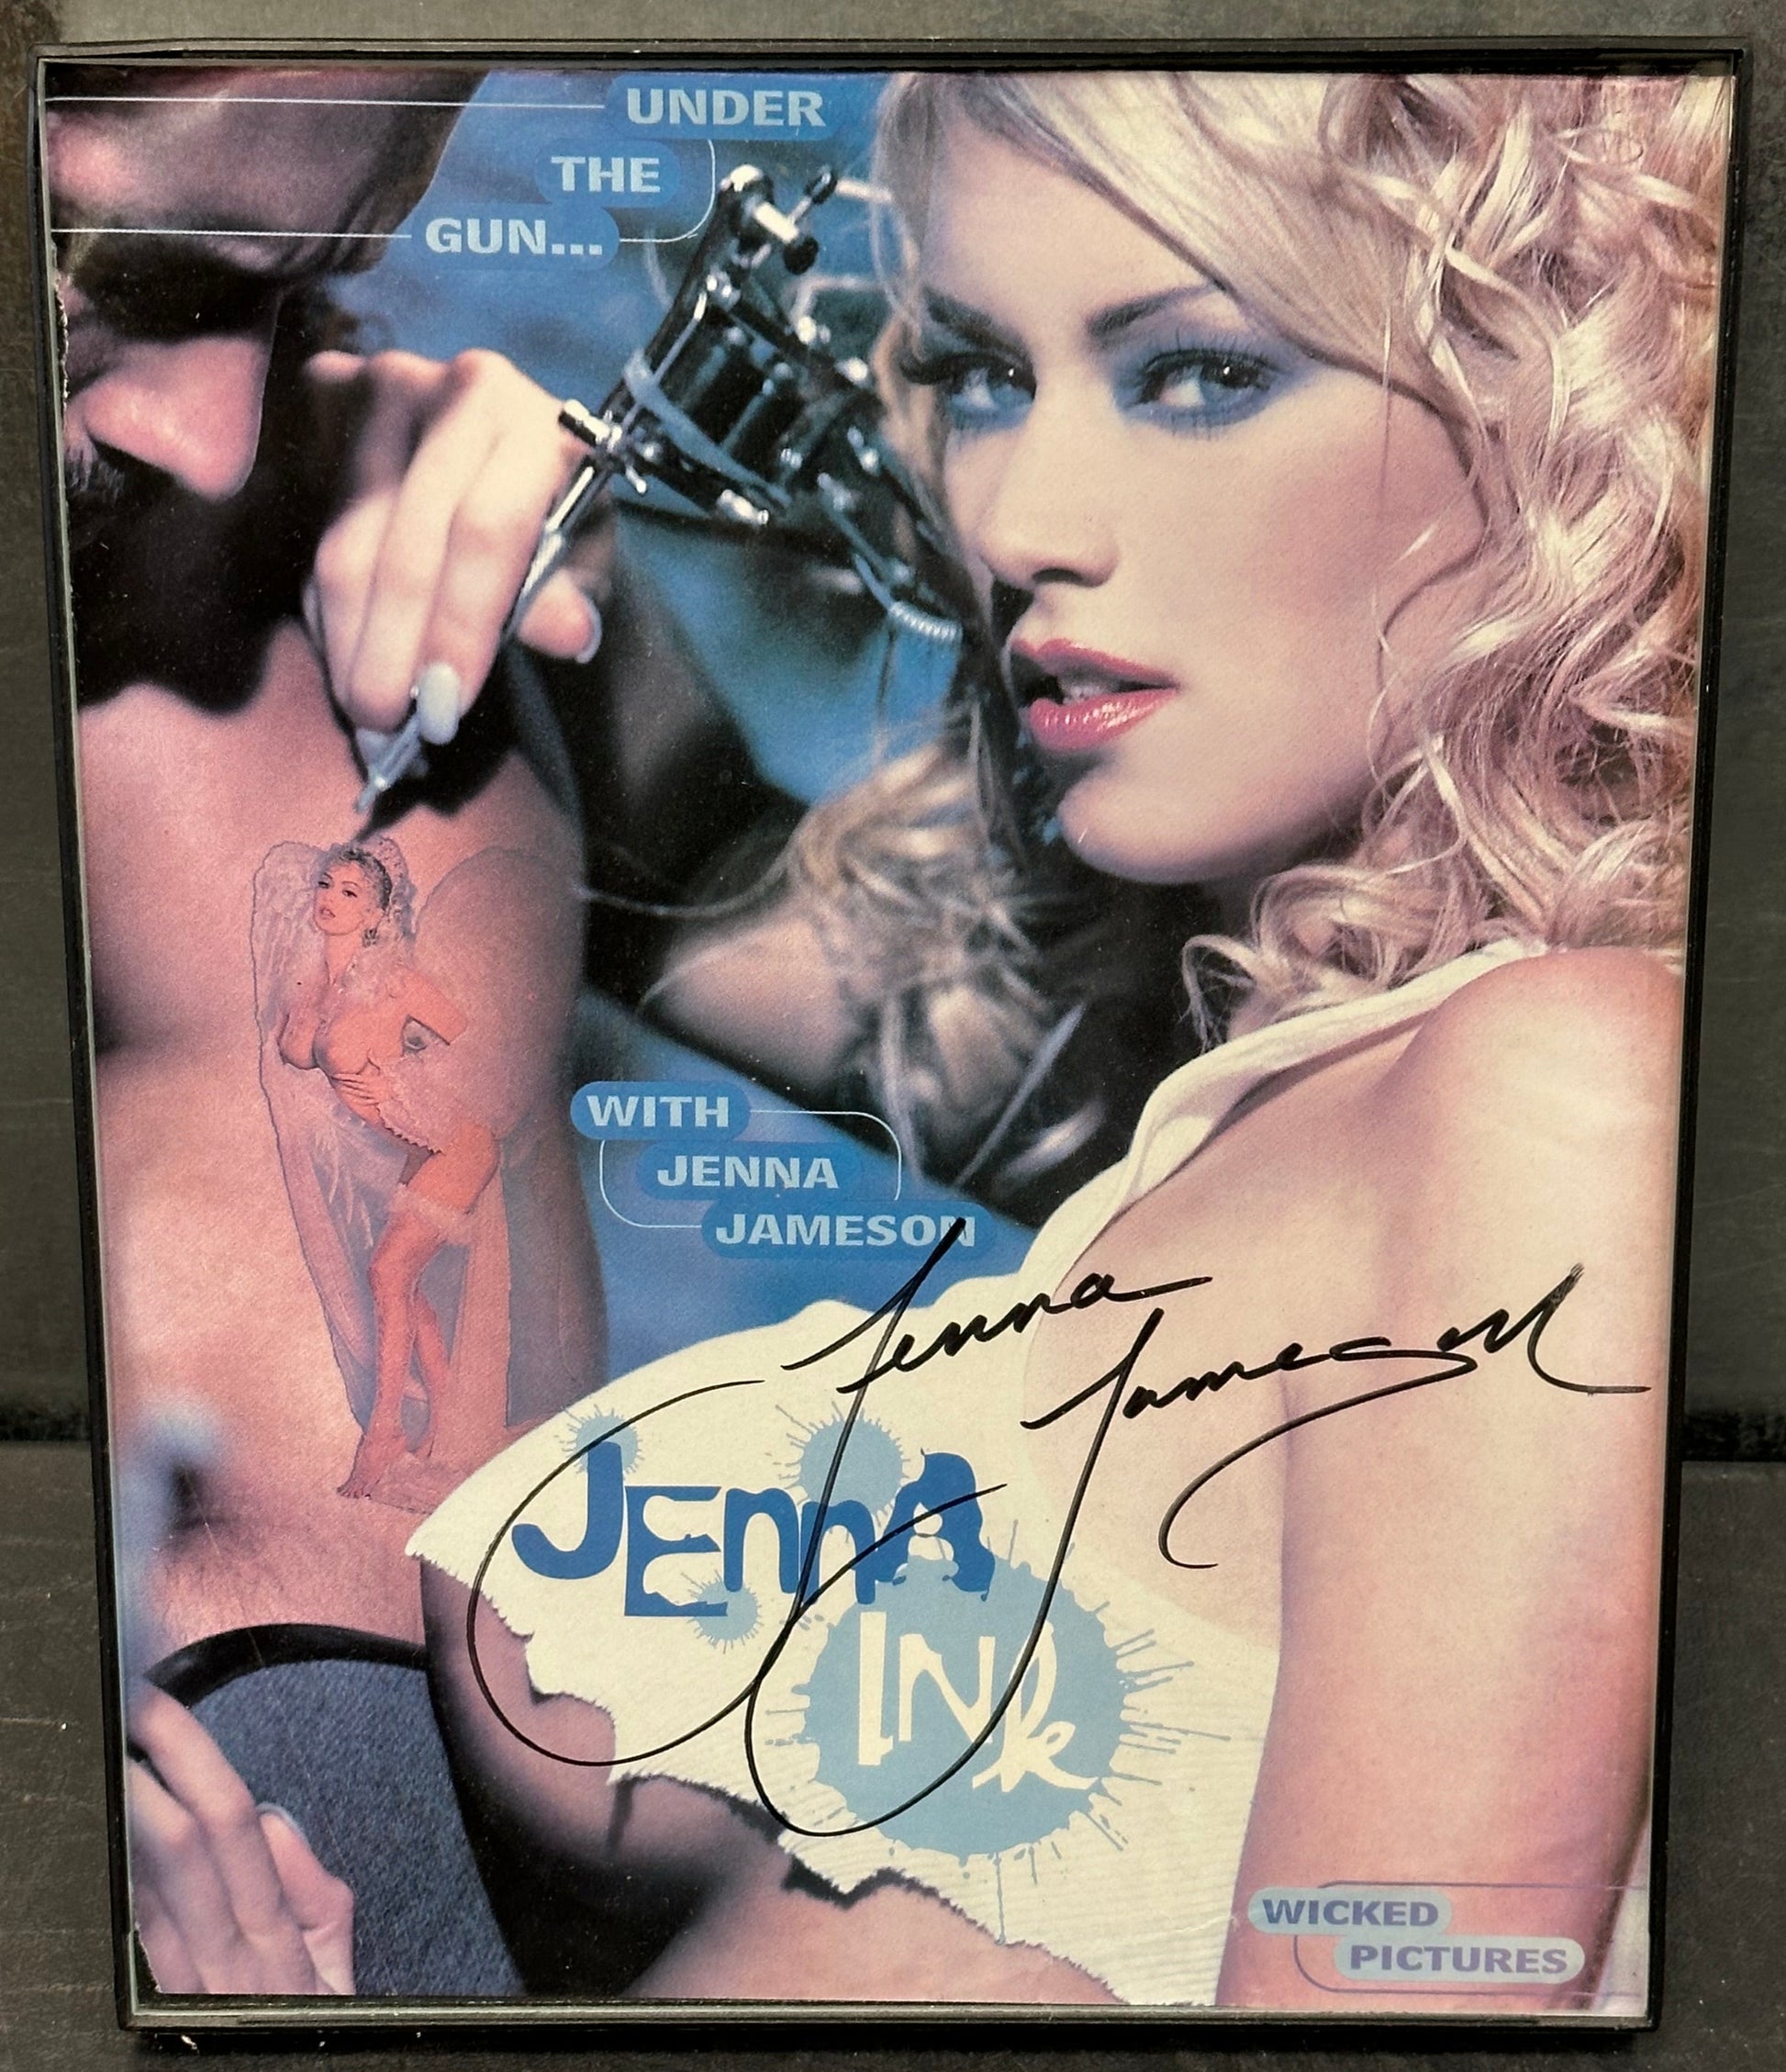 UNDER
THE
GUN...
WITH
JENNA
JAMESON
Jenna
Jameson
JEnnA
INk
WICKED
PICTURES